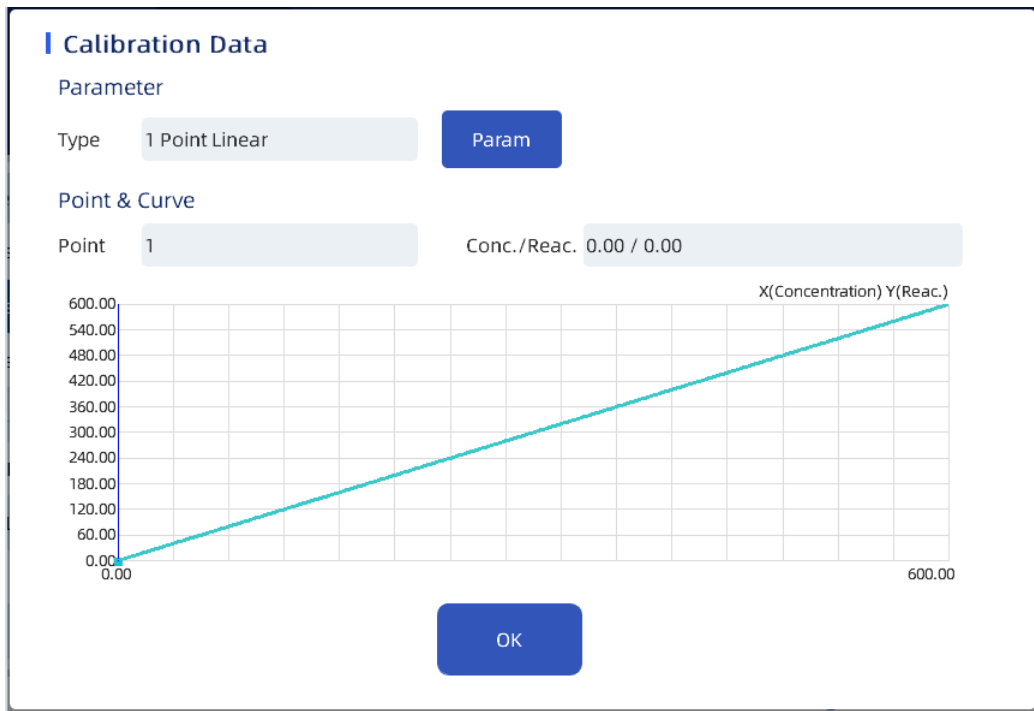 Calibration Data
Parameter
Type 1 Point Linear Param
Point & Curve
Point 1 Conc./Reac. 0.00 / 0.00
X(Concentration) Y(Reac.)
600.00
540.00
480.00
420.00
360.00
300.00
240.00
180.00
120.00
60.00
0.00
0.00 600.00
OK